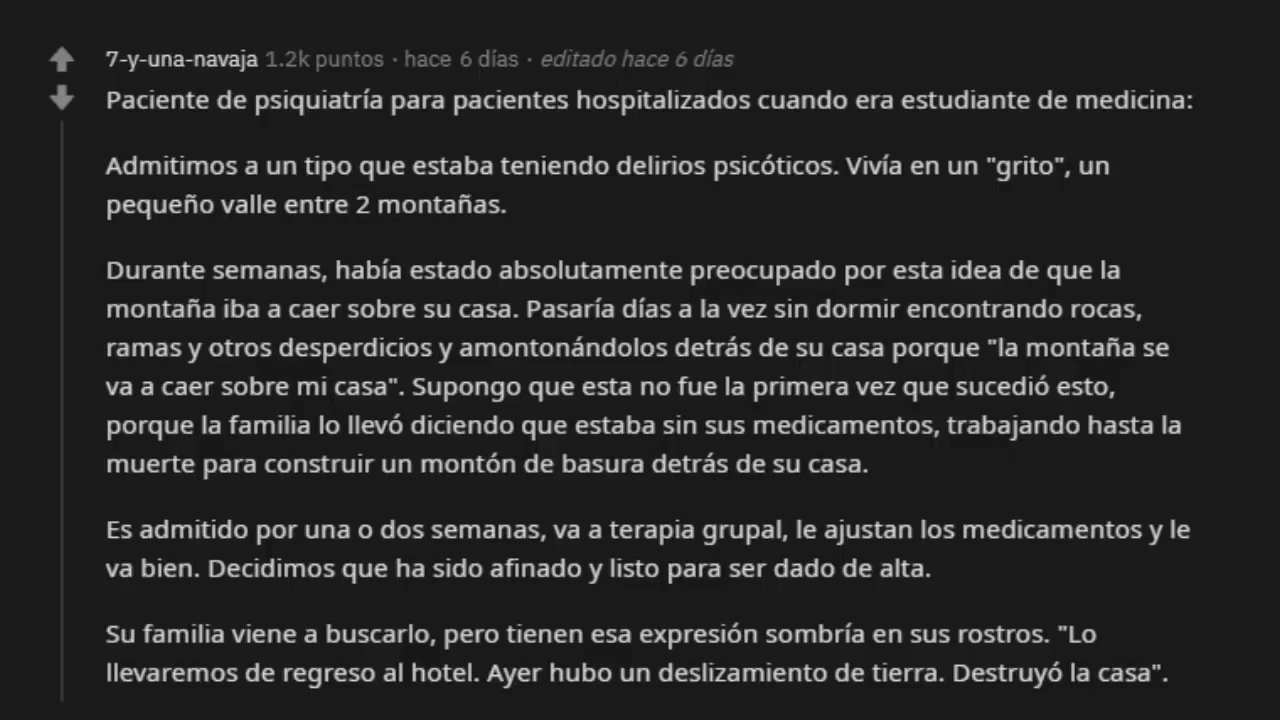 7-y-una-navaja 1.2k puntos · hace 6 días · editado hace 6 días
Paciente de psiquiatría para pacientes hospitalizados cuando era estudiante de medicina:
Admitimos a un tipo que estaba teniendo delirios psicóticos. Vivía en un "grito", un
pequeño valle entre 2 montañas.
Durante semanas, había estado absolutamente preocupado por esta idea de que la
montaña iba a caer sobre su casa. Pasaría días a la vez sin dormir encontrando rocas,
ramas y otros desperdicios y amontonándolos detrás de su casa porque "la montaña se
va a caer sobre mi casa". Supongo que esta no fue la primera vez que sucedió esto,
porque la familia lo llevó diciendo que estaba sin sus medicamentos, trabajando hasta la
muerte para construir un montón de basura detrás de su casa.
Es admitido por una o dos semanas, va a terapia grupal, le ajustan los medicamentos y le
va bien. Decidimos que ha sido afinado y listo para ser dado de alta.
Su familia viene a buscarlo, pero tienen esa expresión sombría en sus rostros. "Lo
llevaremos de regreso al hotel. Ayer hubo un deslizamiento de tierra. Destruyó la casa".